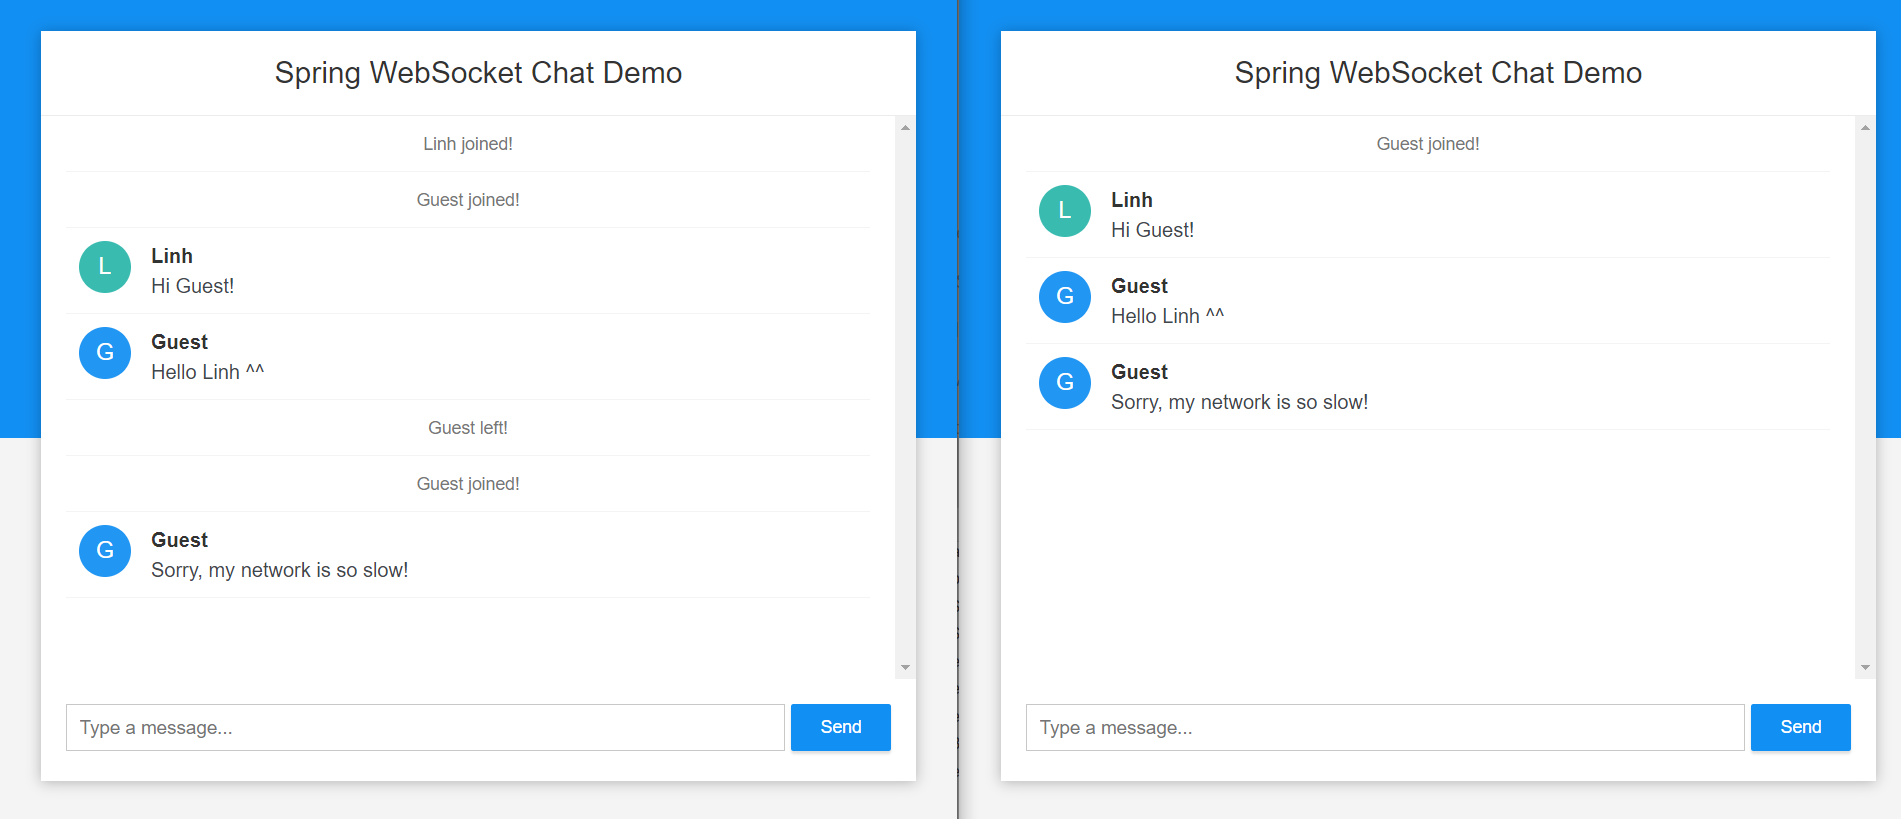 Spring WebSocket Chat Demo
Linh joined!
Guest joined!
L
Linh
Hi Guest!
G
Guest
Hello Linh ^^
Guest left!
Guest joined!
G
Guest
Sorry, my network is so slow!
Type a message...
Send
Spring WebSocket Chat Demo
Guest joined!
L
Linh
Hi Guest!
G
Guest
Hello Linh ^^
G
Guest
Sorry, my network is so slow!
Type a message...
Send